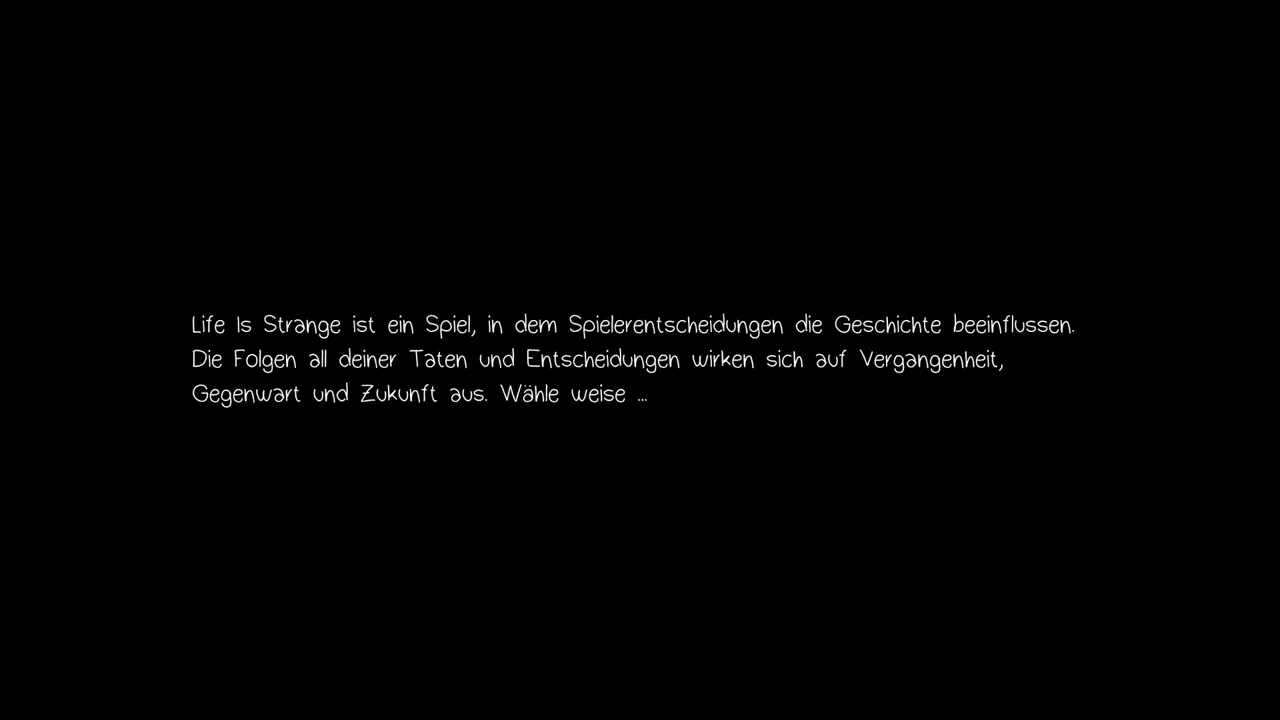 Life Is Strange ist ein Spiel, in dem Spielerentscheidungen die Geschichte beeinflussen.
Die Folgen all deiner Taten und Entscheidungen wirken sich auf Vergangenheit,
Gegenwart und Zukunft aus. Wähle weise ...